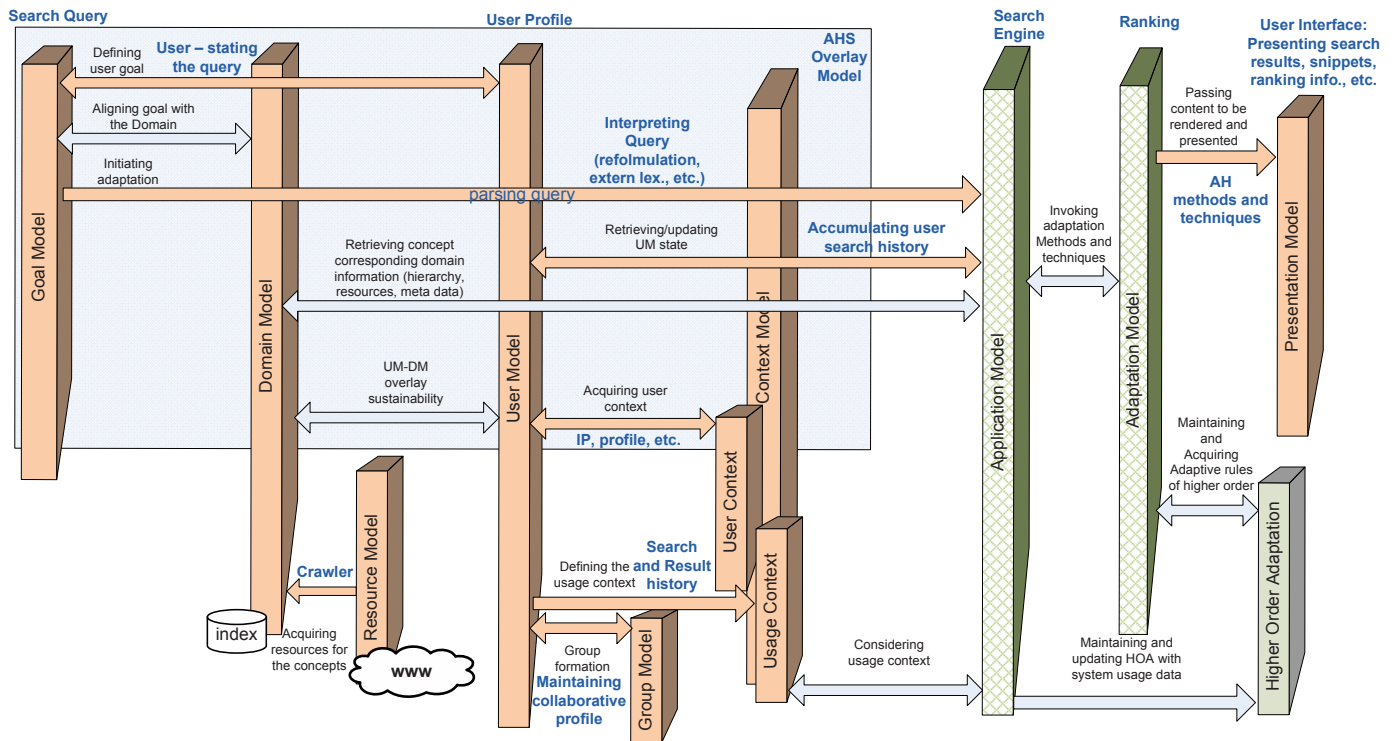 Search Query
User Profile
Search
Engine
Ranking
User Interface:
Presenting search
results, snippets,
ranking info., etc.
AHS
Overlay
Model
Defining
user goal
User – stating
the query
Aligning goal with
the Domain
Initiating
adaptation
Interpreting
Query
(refolmulation,
extern lex., etc.)
parsing query
Passing
content to be
rendered and
presented
AH
methods and
techniques
Retrieving concept
corresponding domain
information (hierarchy,
resources, meta data)
Retrieving/updating
UM state
Accumulating user
search history
Invoking
adaptation
Methods and
techniques
Goal Model
Domain Model
User Model
Context Model
Application Model
Adaptation Model
Presentation Model
UM-DM
overlay
sustainability
Acquiring user
context
IP, profile, etc.
Maintaining
and
Acquiring
Adaptive rules
of higher order
Resource Model
User Context
Usage Context
Group Model
Higher Order Adaptation
Crawler
index
Acquiring
resources for
the concepts
www
Defining the
usage context
Search
and Result
history
Group
formation
Maintaining
collaborative
profile
Considering
usage context
Maintaining and
updating HOA with
system usage data